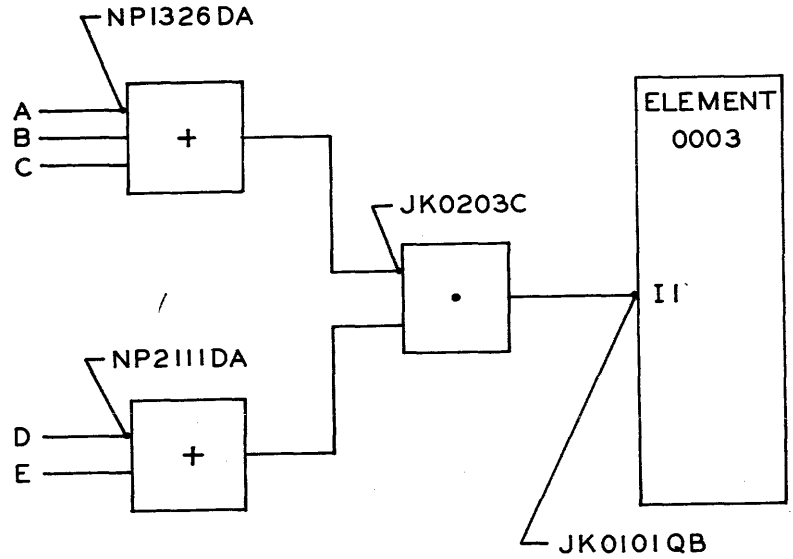 NP1326DA
A
B
C
+
ELEMENT
0003
JK0203C
•
I1
NP2111DA
D
E
+
JK0101QB